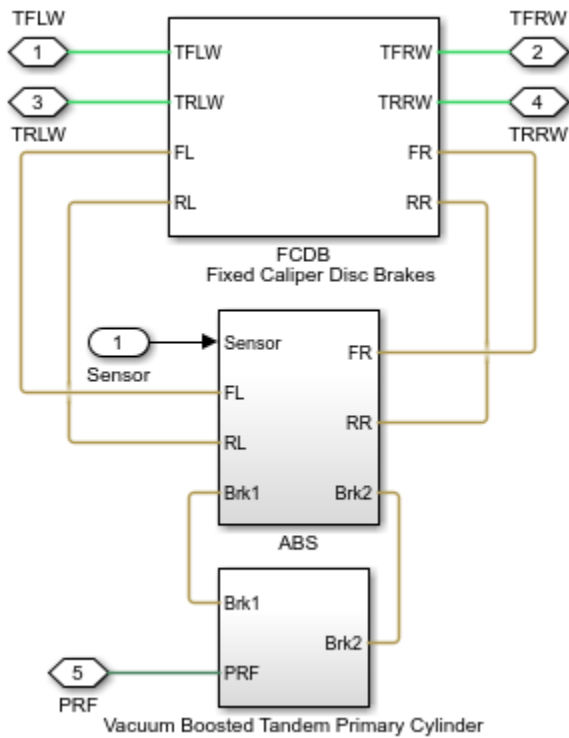 TFLW
TFRW
1
TFLW
TFRW
2
3
TRLW
TRRW
4
TRLW
TRRW
FL
FR
RL
RR
FCDB
Fixed Caliper Disc Brakes
1
Sensor
FR
Sensor
FL
RR
RL
Brk1
Brk2
ABS
Brk1
Brk2
5
PRF
PRF
Vacuum Boosted Tandem Primary Cylinder